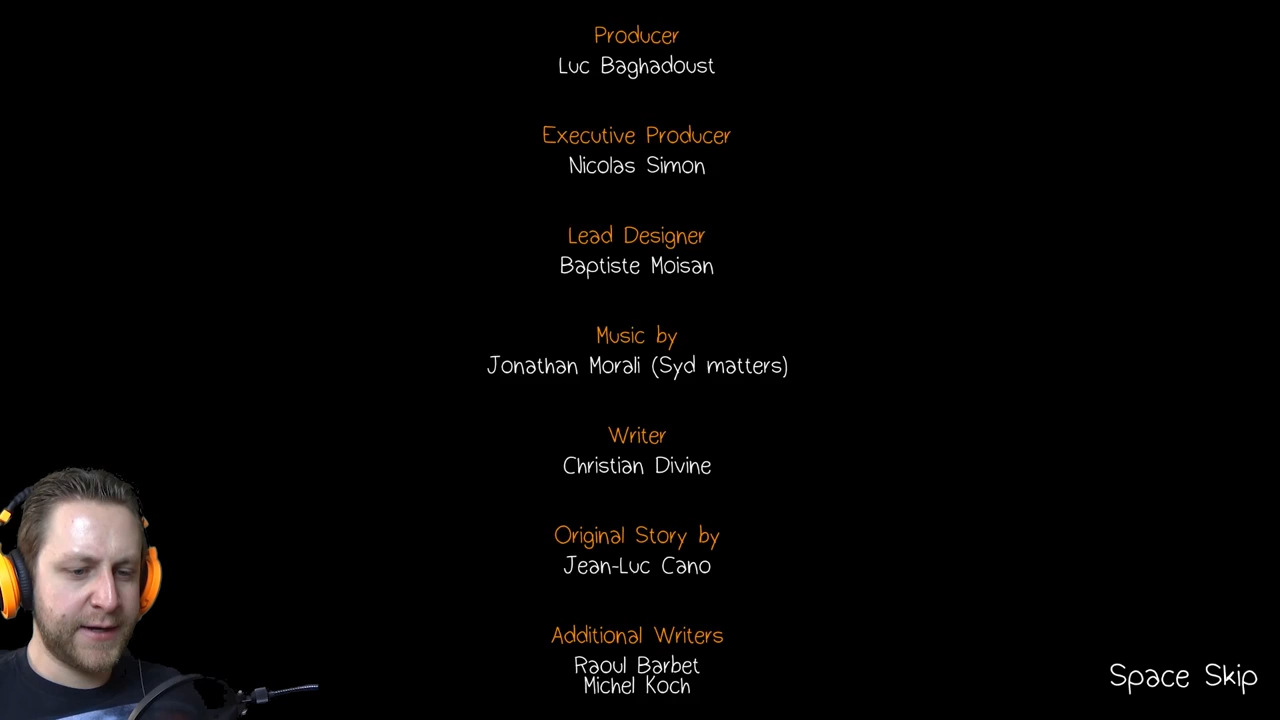 Producer
Luc Baghadoust
Executive Producer
Nicolas Simon
Lead Designer
Baptiste Moisan
Music by
Jonathan Morali (Syd matters)
Writer
Christian Divine
Original Story by
Jean-Luc Cano
Additional Writers
Raoul Barbet
Michel Koch
Space Skip